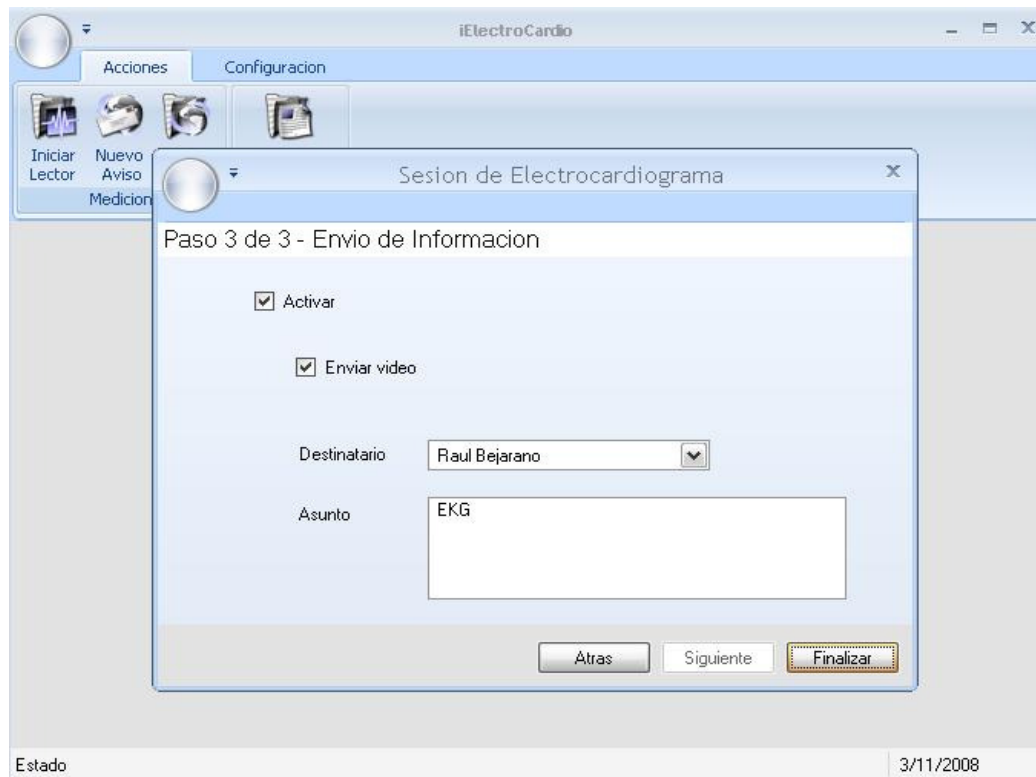 iElectroCardio
Acciones Configuracion
Iniciar Lector
Nuevo Aviso
Medicion
Sesion de Electrocardiograma
Paso 3 de 3 - Envio de Informacion
Activar
Enviar video
Destinatario Raul Bejarano
Asunto EKG
Atras Siguiente Finalizar
Estado 3/11/2008